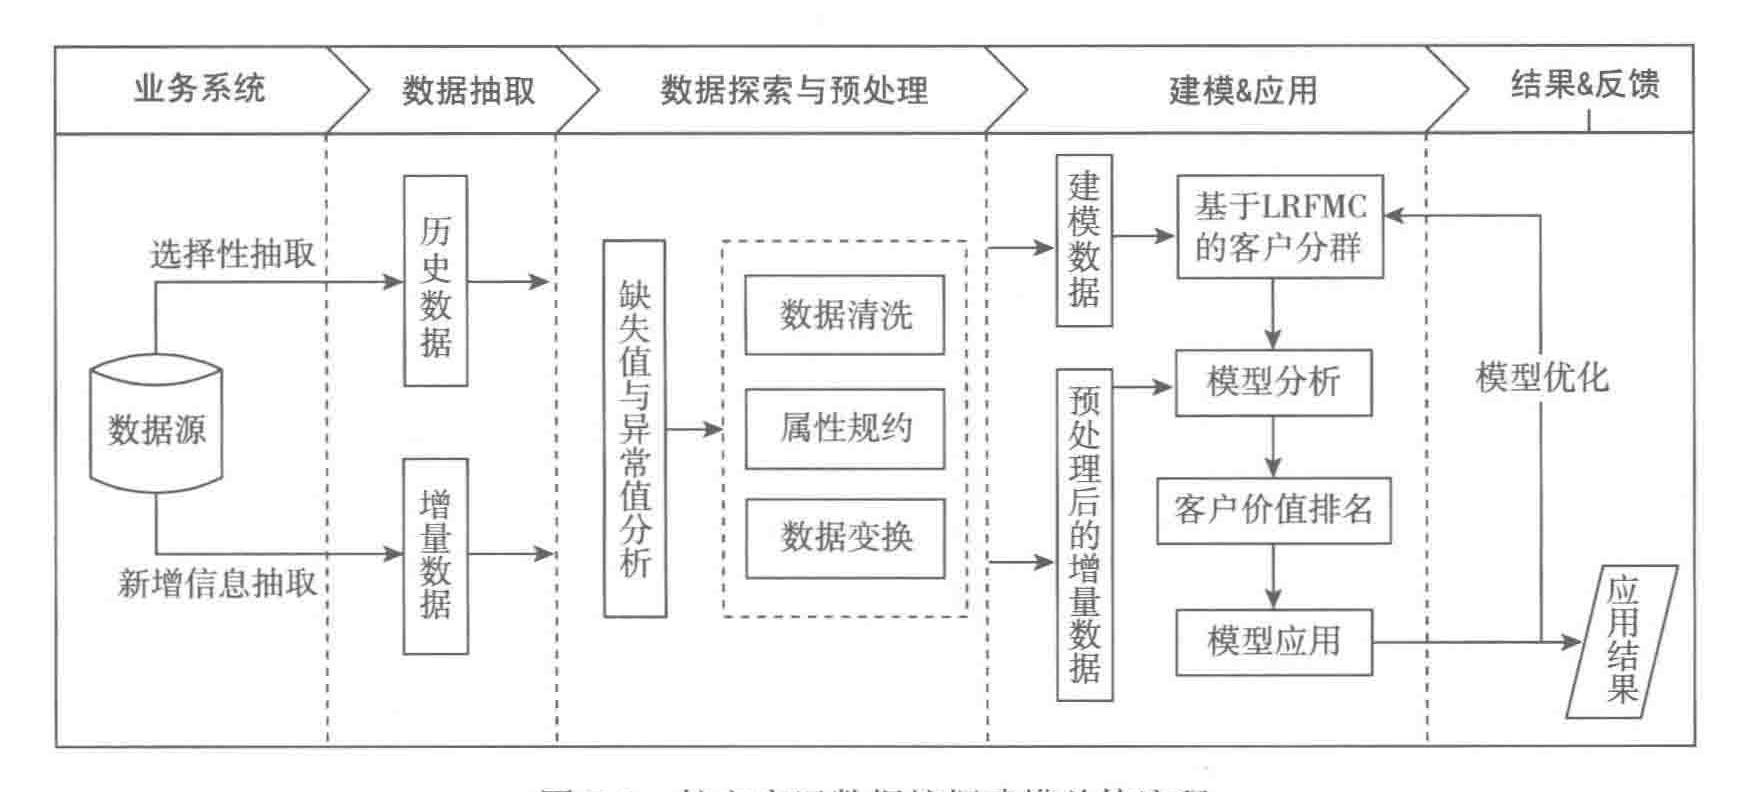 业务系统
数据抽取
数据探索与预处理
建模&应用
结果&反馈
选择性抽取
数据源
新增信息抽取
历史数据
增量数据
缺失值与异常值分析
数据清洗
属性规约
数据变换
建模数据
预处理后的增量数据
基于LRFMC
的客户分群
模型分析
客户价值排名
模型应用
模型优化
应用结果